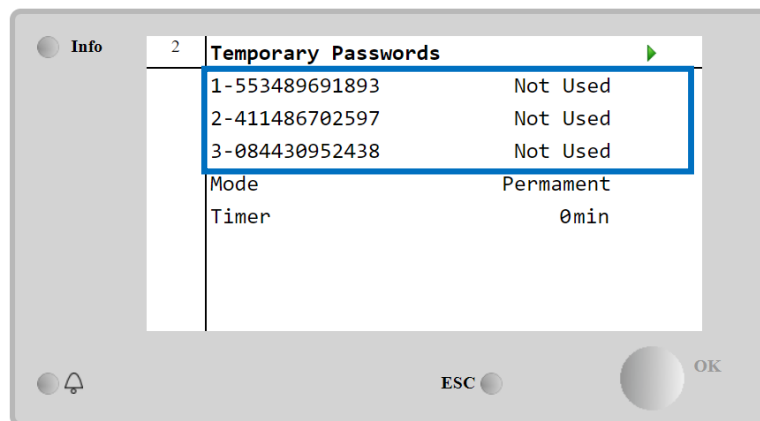 Info
2 Temporary Passwords
1-553489691893 Not Used
2-411486702597 Not Used
3-084430952438 Not Used
Mode Permament
Timer 0min
OK
ESC